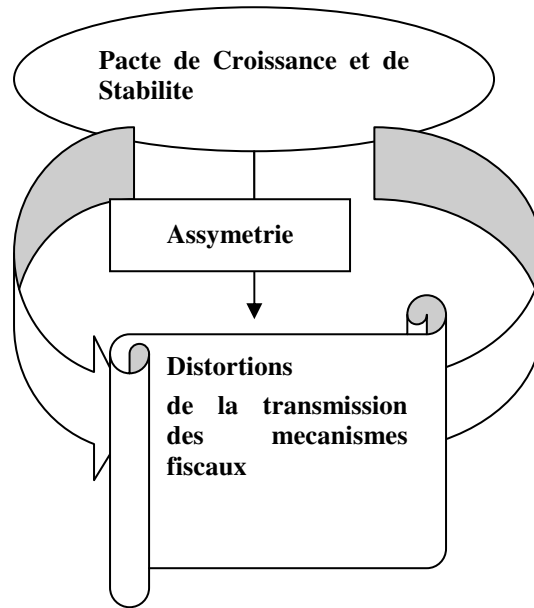 Pacte de Croissance et de
Stabilite
Assymetrie
Distortions
de la transmission
des mecanismes
fiscaux